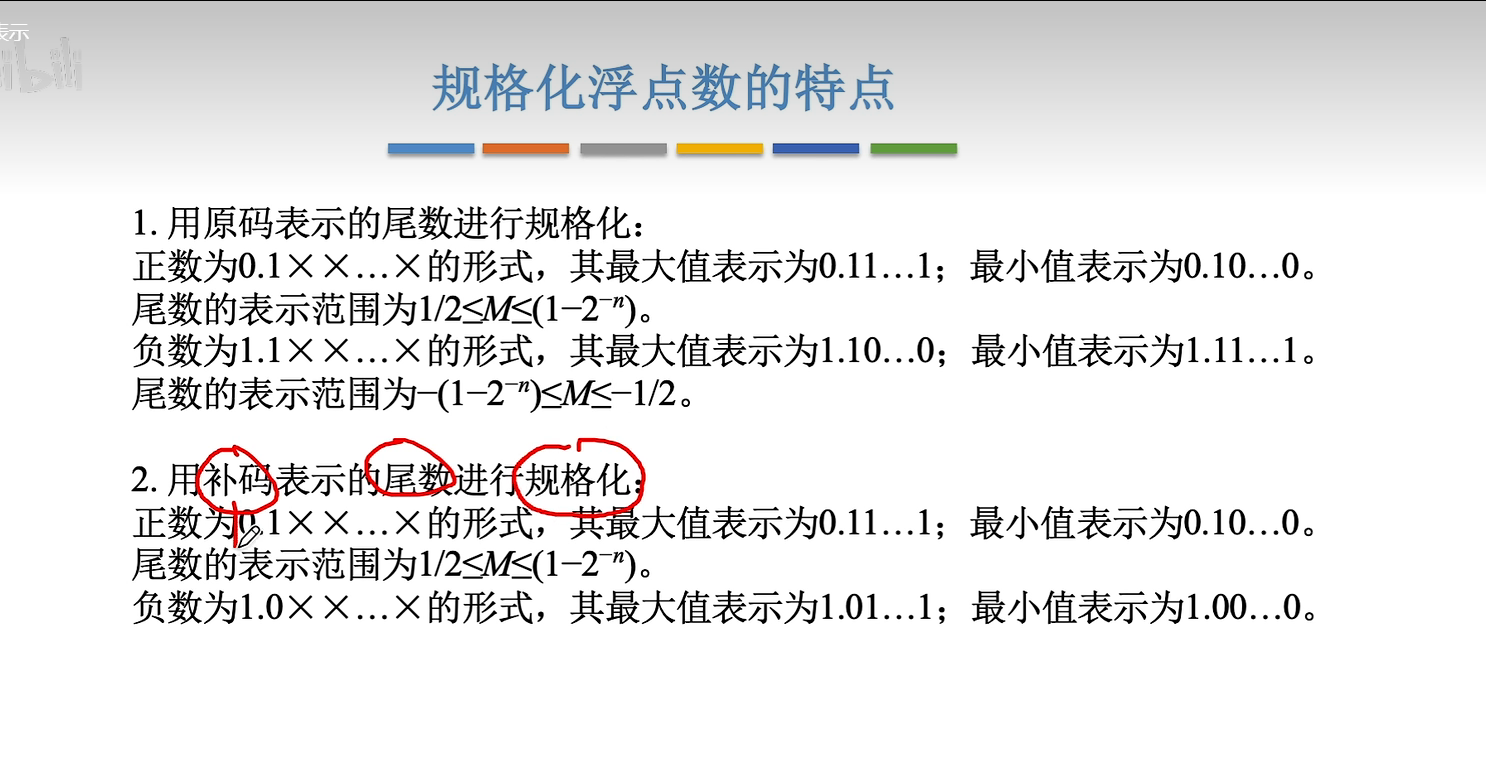 表示
bilibili
规格化浮点数的特点
1. 用原码表示的尾数进行规格化：
正数为0.1××…×的形式，其最大值表示为0.11…1；最小值表示为0.10…0。
尾数的表示范围为1/2≤M≤(1−2⁻ⁿ)。
负数为1.1××…×的形式，其最大值表示为1.10…0；最小值表示为1.11…1。
尾数的表示范围为−(1−2⁻ⁿ)≤M≤−1/2。
2. 用补码表示的尾数进行规格化：
正数为0.1××…×的形式，其最大值表示为0.11…1；最小值表示为0.10…0。
尾数的表示范围为1/2≤M≤(1−2⁻ⁿ)。
负数为1.0××…×的形式，其最大值表示为1.01…1；最小值表示为1.00…0。